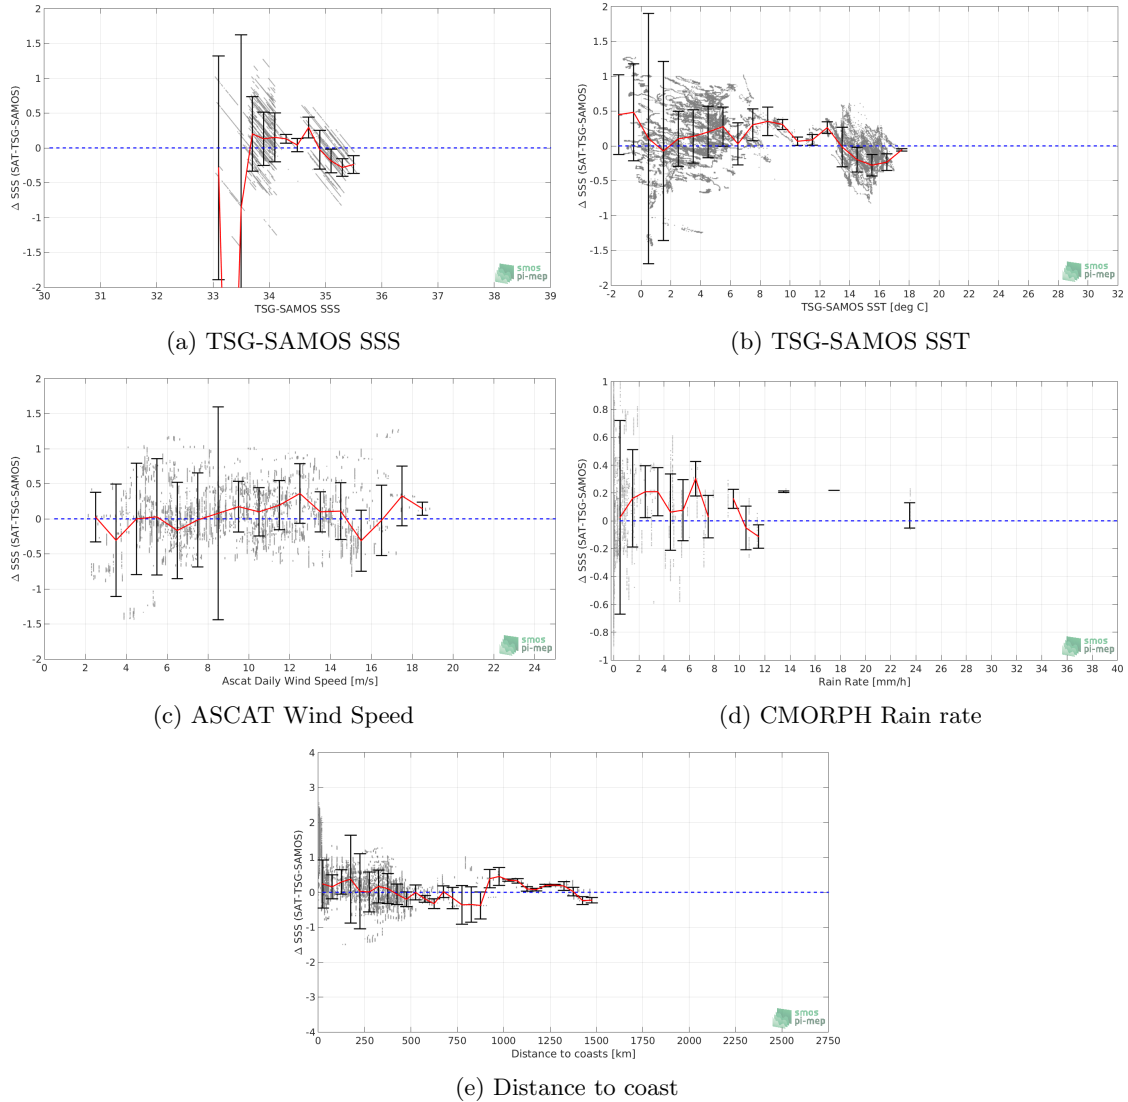 2
1.5
1
0.5
0
-0.5
-1
-1.5
-2
Δ SSS (SAT-TSG-SAMOS)
30 31 32 33 34 35 36 37 38 39
TSG-SAMOS SSS
smos
pi-mep
(a) TSG-SAMOS SSS
2
1.5
1
0.5
0
-0.5
-1
-1.5
-2
Δ SSS (SAT-TSG-SAMOS)
-2 0 2 4 6 8 10 12 14 16 18 20 22 24 26 28 30 32
TSG-SAMOS SST [deg C]
smos
pi-mep
(b) TSG-SAMOS SST
2
1.5
1
0.5
0
-0.5
-1
-1.5
-2
Δ SSS (SAT-TSG-SAMOS)
0 2 4 6 8 10 12 14 16 18 20 22 24
Ascat Daily Wind Speed [m/s]
smos
pi-mep
(c) ASCAT Wind Speed
1
0.8
0.6
0.4
0.2
0
-0.2
-0.4
-0.6
-0.8
-1
Δ SSS (SAT-TSG-SAMOS)
0 2 4 6 8 10 12 14 16 18 20 22 24 26 28 30 32 34 36 38 40
Rain Rate [mm/h]
smos
pi-mep
(d) CMORPH Rain rate
4
3
2
1
0
-1
-2
-3
-4
Δ SSS (SAT-TSG-SAMOS)
0 250 500 750 1000 1250 1500 1750 2000 2250 2500 2750
Distance to coasts [km]
smos
pi-mep
(e) Distance to coast